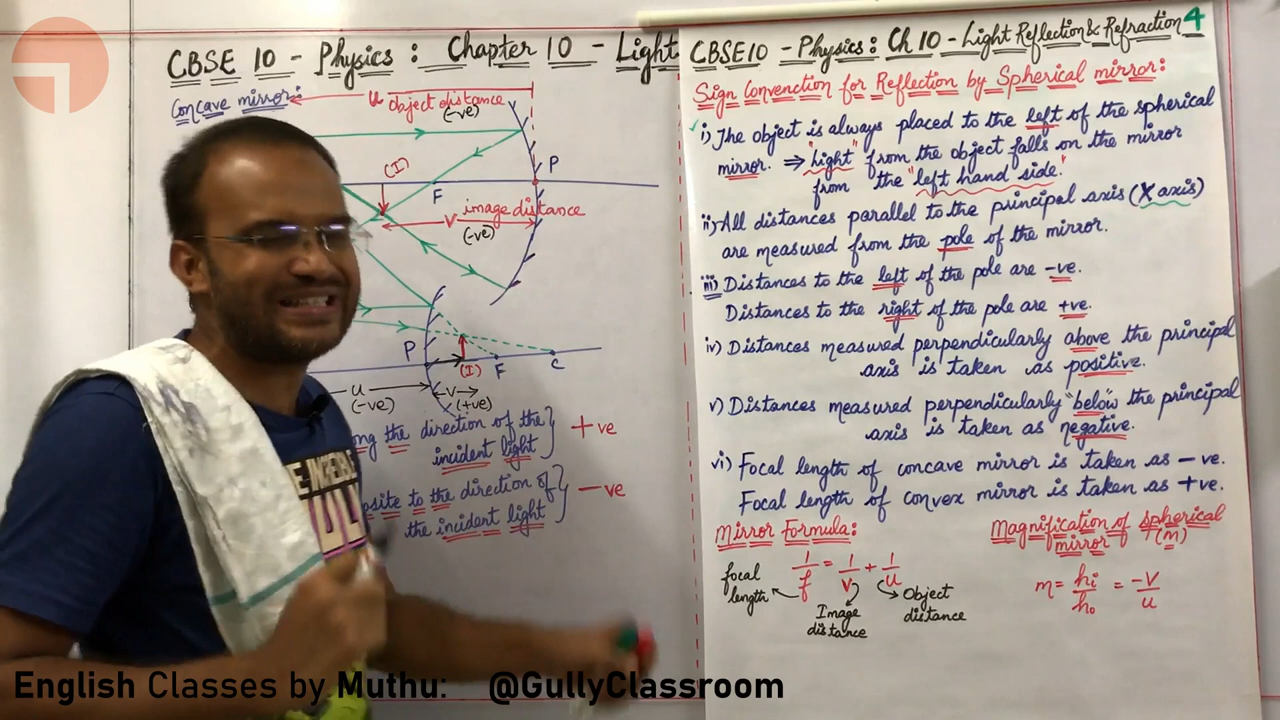 CBSE 10 - Physics : Chapter 10 - Light
Concave mirror:
u object distance
(-ve)
(I)
P
F
v image distance
(-ve)
P
(I)
F
C
u
(-ve)
v
(+ve)
the direction of the
incident light
+ve
to the direction of
the incident light
-ve
CBSE10 - Physics : Ch 10 - Light Reflection & Refraction 4
Sign Convenction for Reflection by Spherical mirror:
i) The object is always placed to the left of the spherical
mirror. ⇒ "Light" from the object falls on the mirror
from the "left hand side."
ii) All distances parallel to the principal axis (X axis)
are measured from the pole of the mirror.
iii) Distances to the left of the pole are -ve.
Distances to the right of the pole are +ve.
iv) Distances measured perpendicularly above the principal
axis is taken as positive.
v) Distances measured perpendicularly "below" the principal
axis is taken as negative.
vi) Focal length of concave mirror is taken as -ve.
Focal length of convex mirror is taken as +ve.
Mirror Formula:
1/f = 1/v + 1/u
focal
length
Image
distance
Object
distance
Magnification of spherical
mirror (m)
m = hi/ho = -v/u
English Classes by Muthu: @GullyClassroom